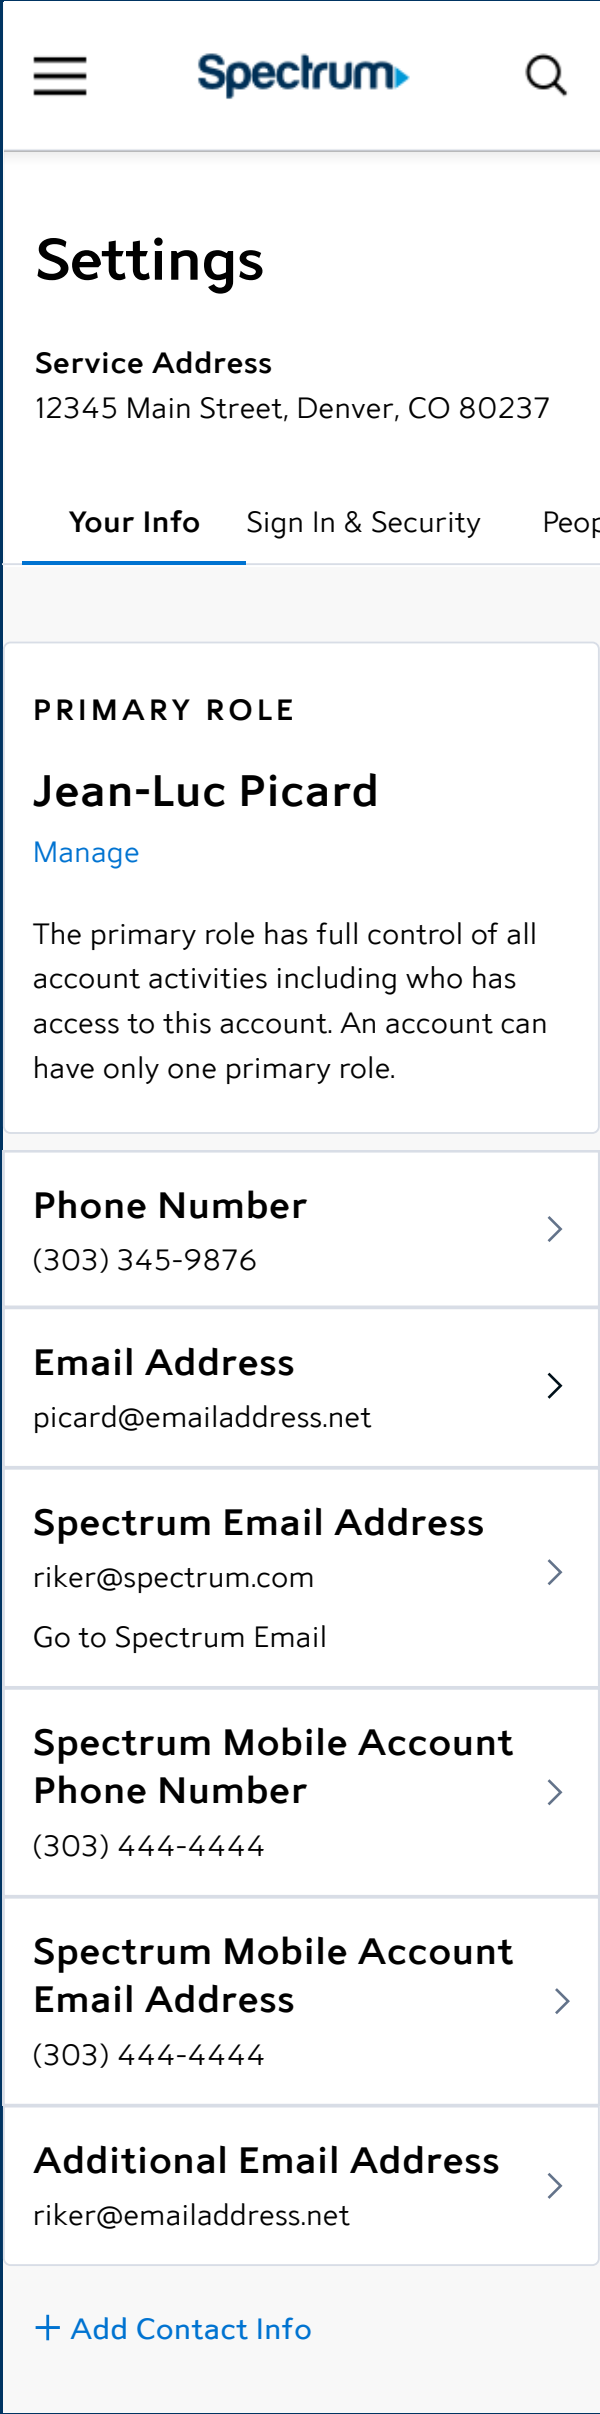 Spectrum
Settings
Service Address
12345 Main Street, Denver, CO 80237
Your Info
Sign In & Security
Peop
PRIMARY ROLE
Jean-Luc Picard
Manage
The primary role has full control of all
account activities including who has
access to this account. An account can
have only one primary role.
Phone Number
(303) 345-9876
Email Address
picard@emailaddress.net
Spectrum Email Address
riker@spectrum.com
Go to Spectrum Email
Spectrum Mobile Account
Phone Number
(303) 444-4444
Spectrum Mobile Account
Email Address
(303) 444-4444
Additional Email Address
riker@emailaddress.net
+ Add Contact Info